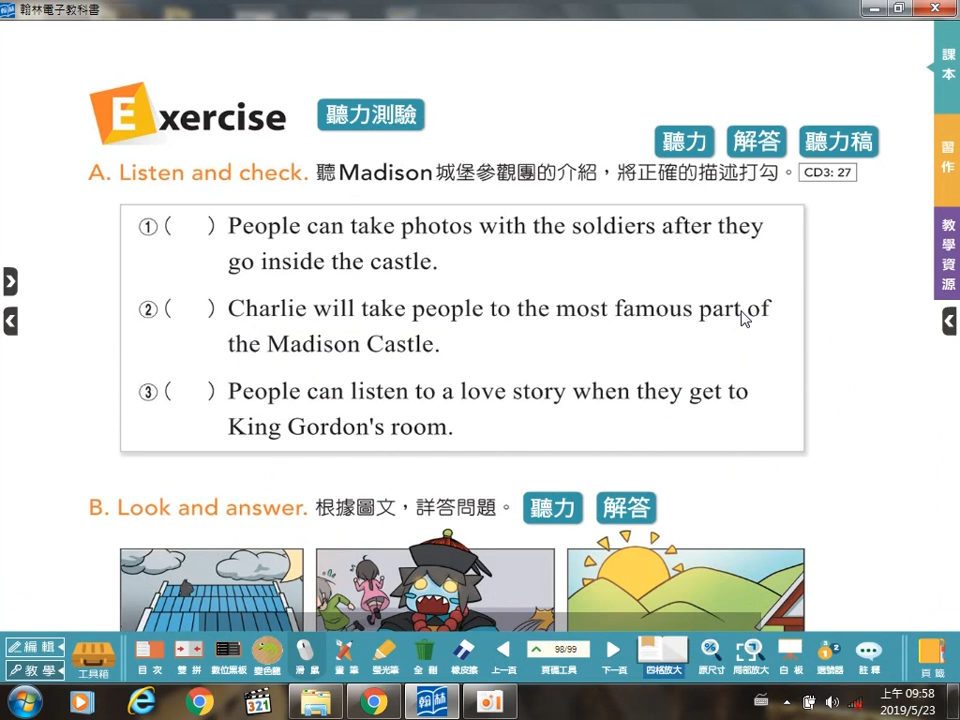 翰林電子教科書
課本
習作
教學資源
Exercise 聽力測驗
聽力 解答 聽力稿
A. Listen and check. 聽Madison城堡參觀團的介紹，將正確的描述打勾。 CD3: 27
①( ) People can take photos with the soldiers after they
go inside the castle.
②( ) Charlie will take people to the most famous part of
the Madison Castle.
③( ) People can listen to a love story when they get to
King Gordon's room.
B. Look and answer. 根據圖文，詳答問題。 聽力 解答
編輯
教學
工具箱 目次 雙拼 數位黑板 變色龍 滑鼠 畫筆 螢光筆 全刪 橡皮擦 上一頁 98/99 頁碼工具 下一頁 四格放大 原尺寸 局部放大 白板 選號器 註釋 頁籤
321
翰林
上午 09:58
2019/5/23